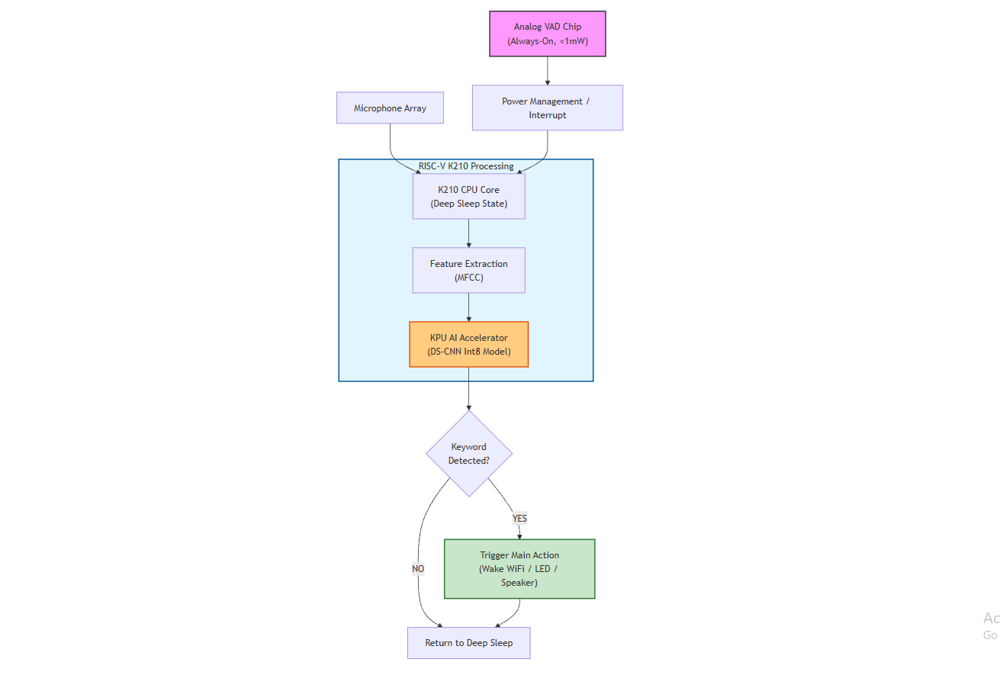 Analog VAD Chip
(Always-On, <1mW)
Microphone Array
Power Management /
Interrupt
RISC-V K210 Processing
K210 CPU Core
(Deep Sleep State)
Feature Extraction
(MFCC)
KPU AI Accelerator
(DS-CNN Int8 Model)
Keyword
Detected?
YES
Trigger Main Action
(Wake WiFi / LED /
Speaker)
NO
Return to Deep Sleep
Ac
Go